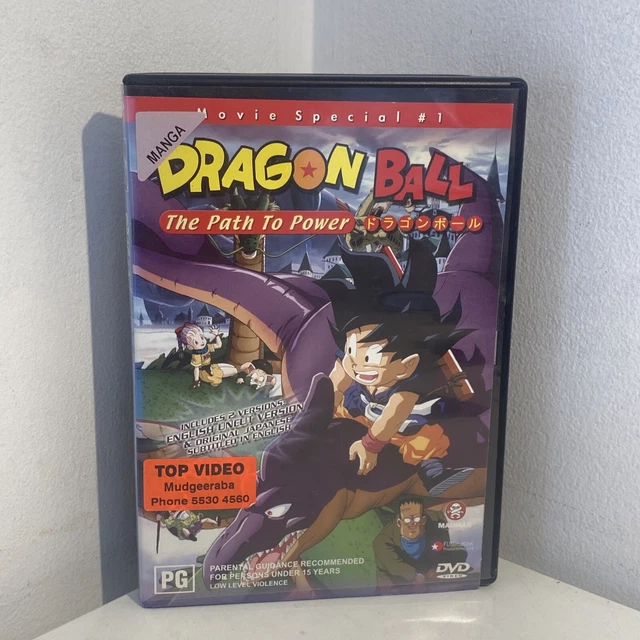 Movie Special #1
MANGA
DRAGON BALL
The Path To Power ドラゴンボール
INCLUDES 2 VERSIONS:
ENGLISH UNCUT VERSION
& ORIGINAL JAPANESE
SUBTITLED IN ENGLISH
TOP VIDEO
Mudgeeraba
Phone 5530 4560
MADMAN
PG
PARENTAL GUIDANCE RECOMMENDED
FOR PERSONS UNDER 15 YEARS
LOW LEVEL VIOLENCE
DVD
VIDEO